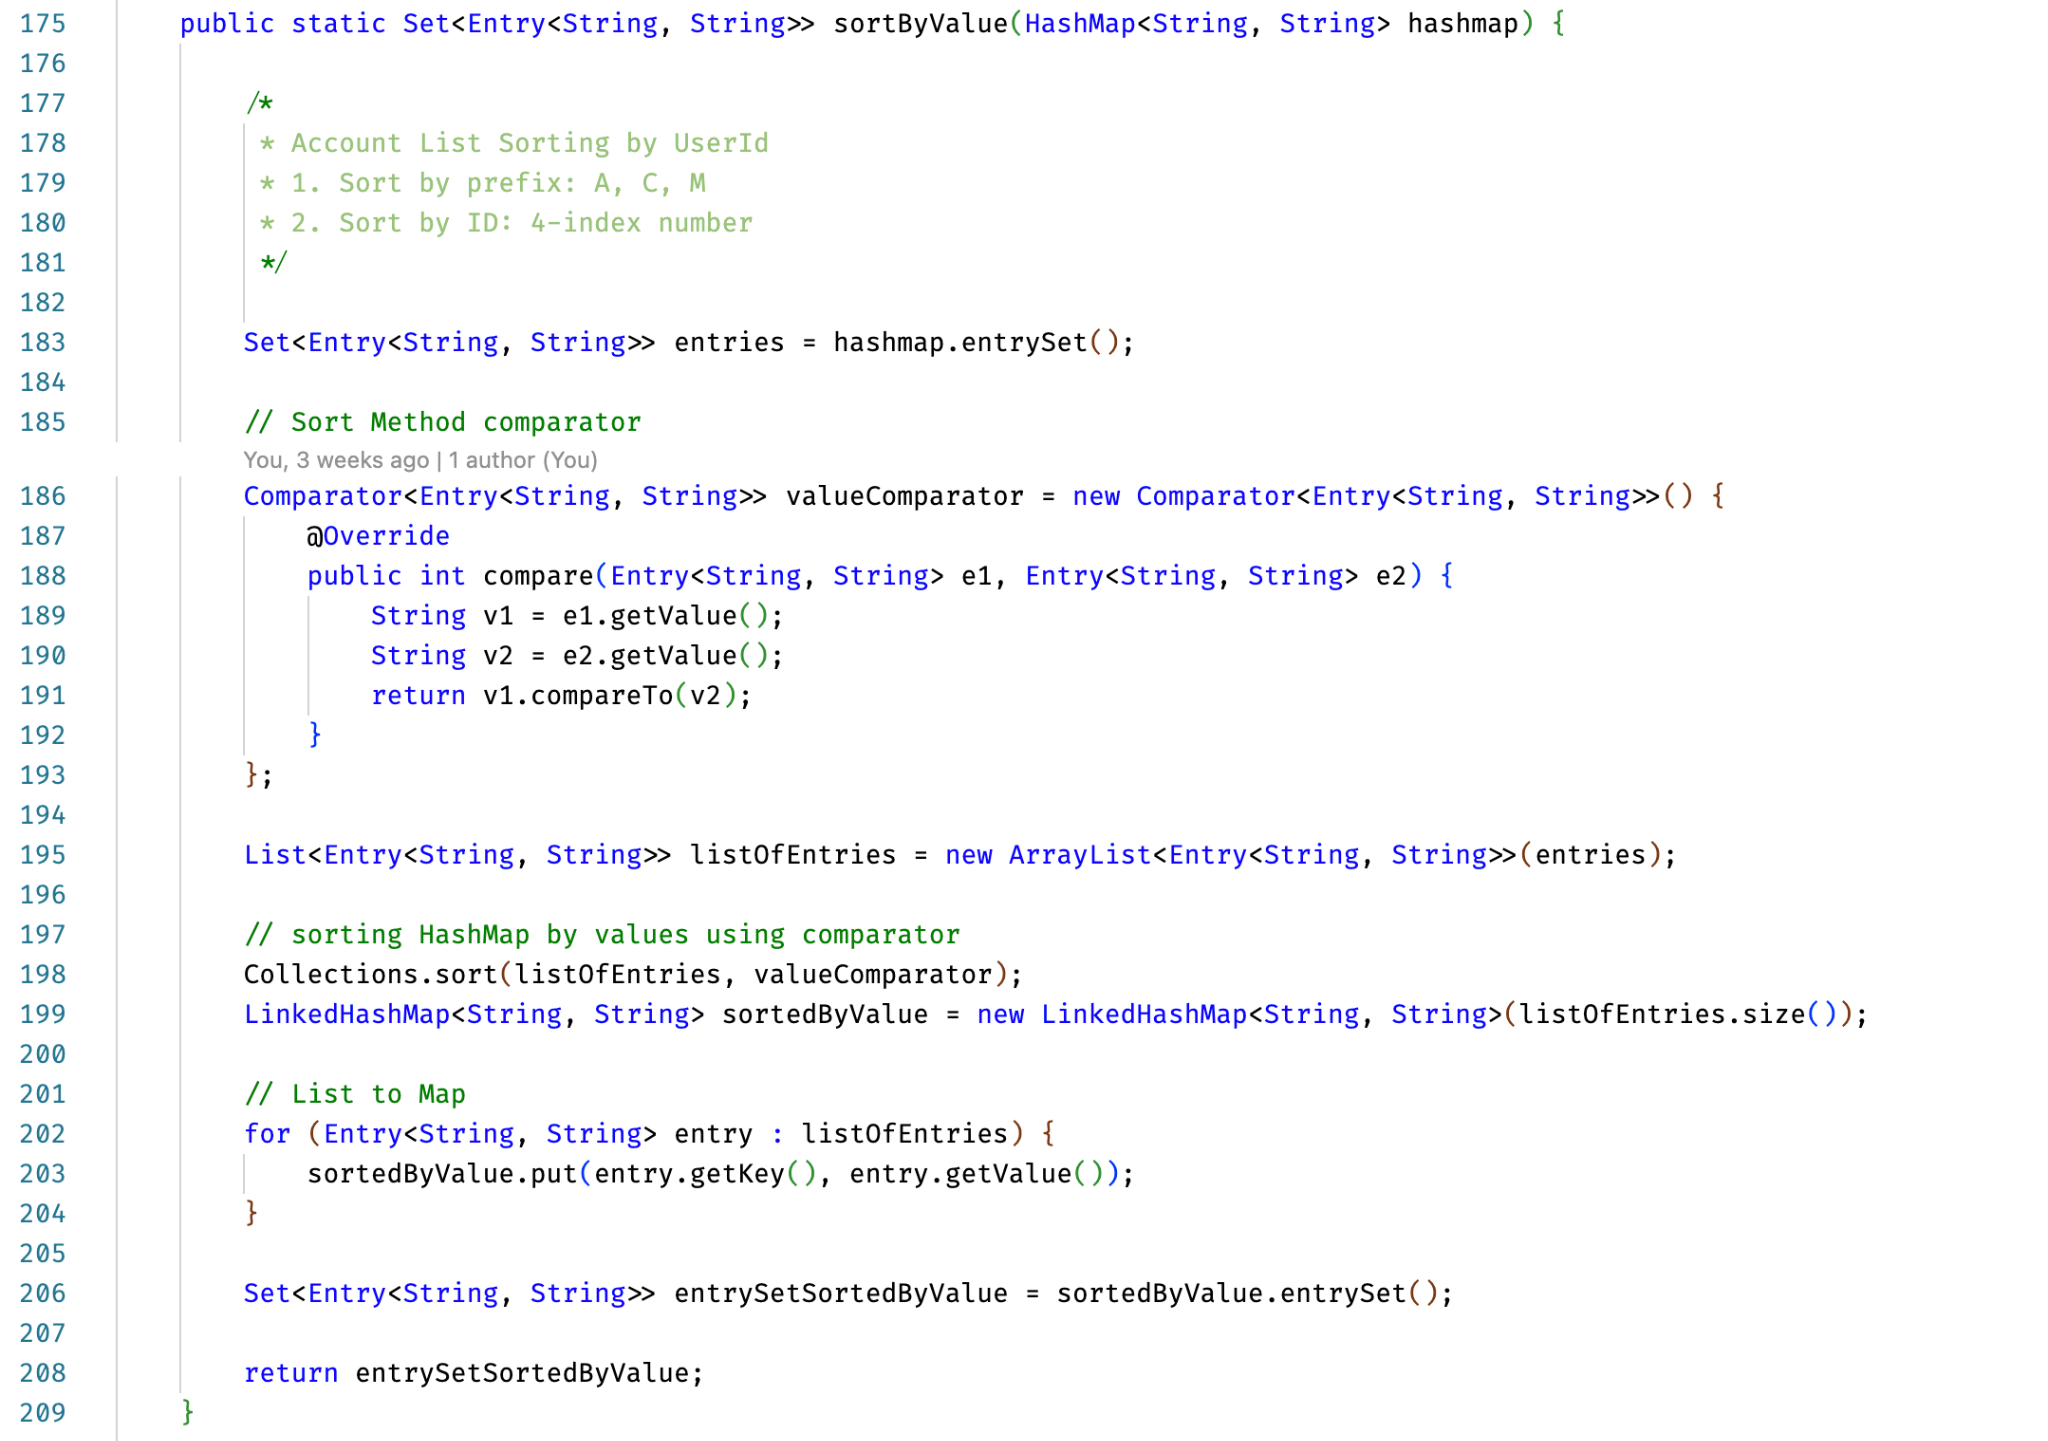 175 public static Set<Entry<String, String>> sortByValue(HashMap<String, String> hashmap) {
176
177 /*
178 * Account List Sorting by UserId
179 * 1. Sort by prefix: A, C, M
180 * 2. Sort by ID: 4-index number
181 */
182
183 Set<Entry<String, String>> entries = hashmap.entrySet();
184
185 // Sort Method comparator
You, 3 weeks ago | 1 author (You)
186 Comparator<Entry<String, String>> valueComparator = new Comparator<Entry<String, String>>() {
187 @Override
188 public int compare(Entry<String, String> e1, Entry<String, String> e2) {
189 String v1 = e1.getValue();
190 String v2 = e2.getValue();
191 return v1.compareTo(v2);
192 }
193 };
194
195 List<Entry<String, String>> listOfEntries = new ArrayList<Entry<String, String>>(entries);
196
197 // sorting HashMap by values using comparator
198 Collections.sort(listOfEntries, valueComparator);
199 LinkedHashMap<String, String> sortedByValue = new LinkedHashMap<String, String>(listOfEntries.size());
200
201 // List to Map
202 for (Entry<String, String> entry : listOfEntries) {
203 sortedByValue.put(entry.getKey(), entry.getValue());
204 }
205
206 Set<Entry<String, String>> entrySetSortedByValue = sortedByValue.entrySet();
207
208 return entrySetSortedByValue;
209 }